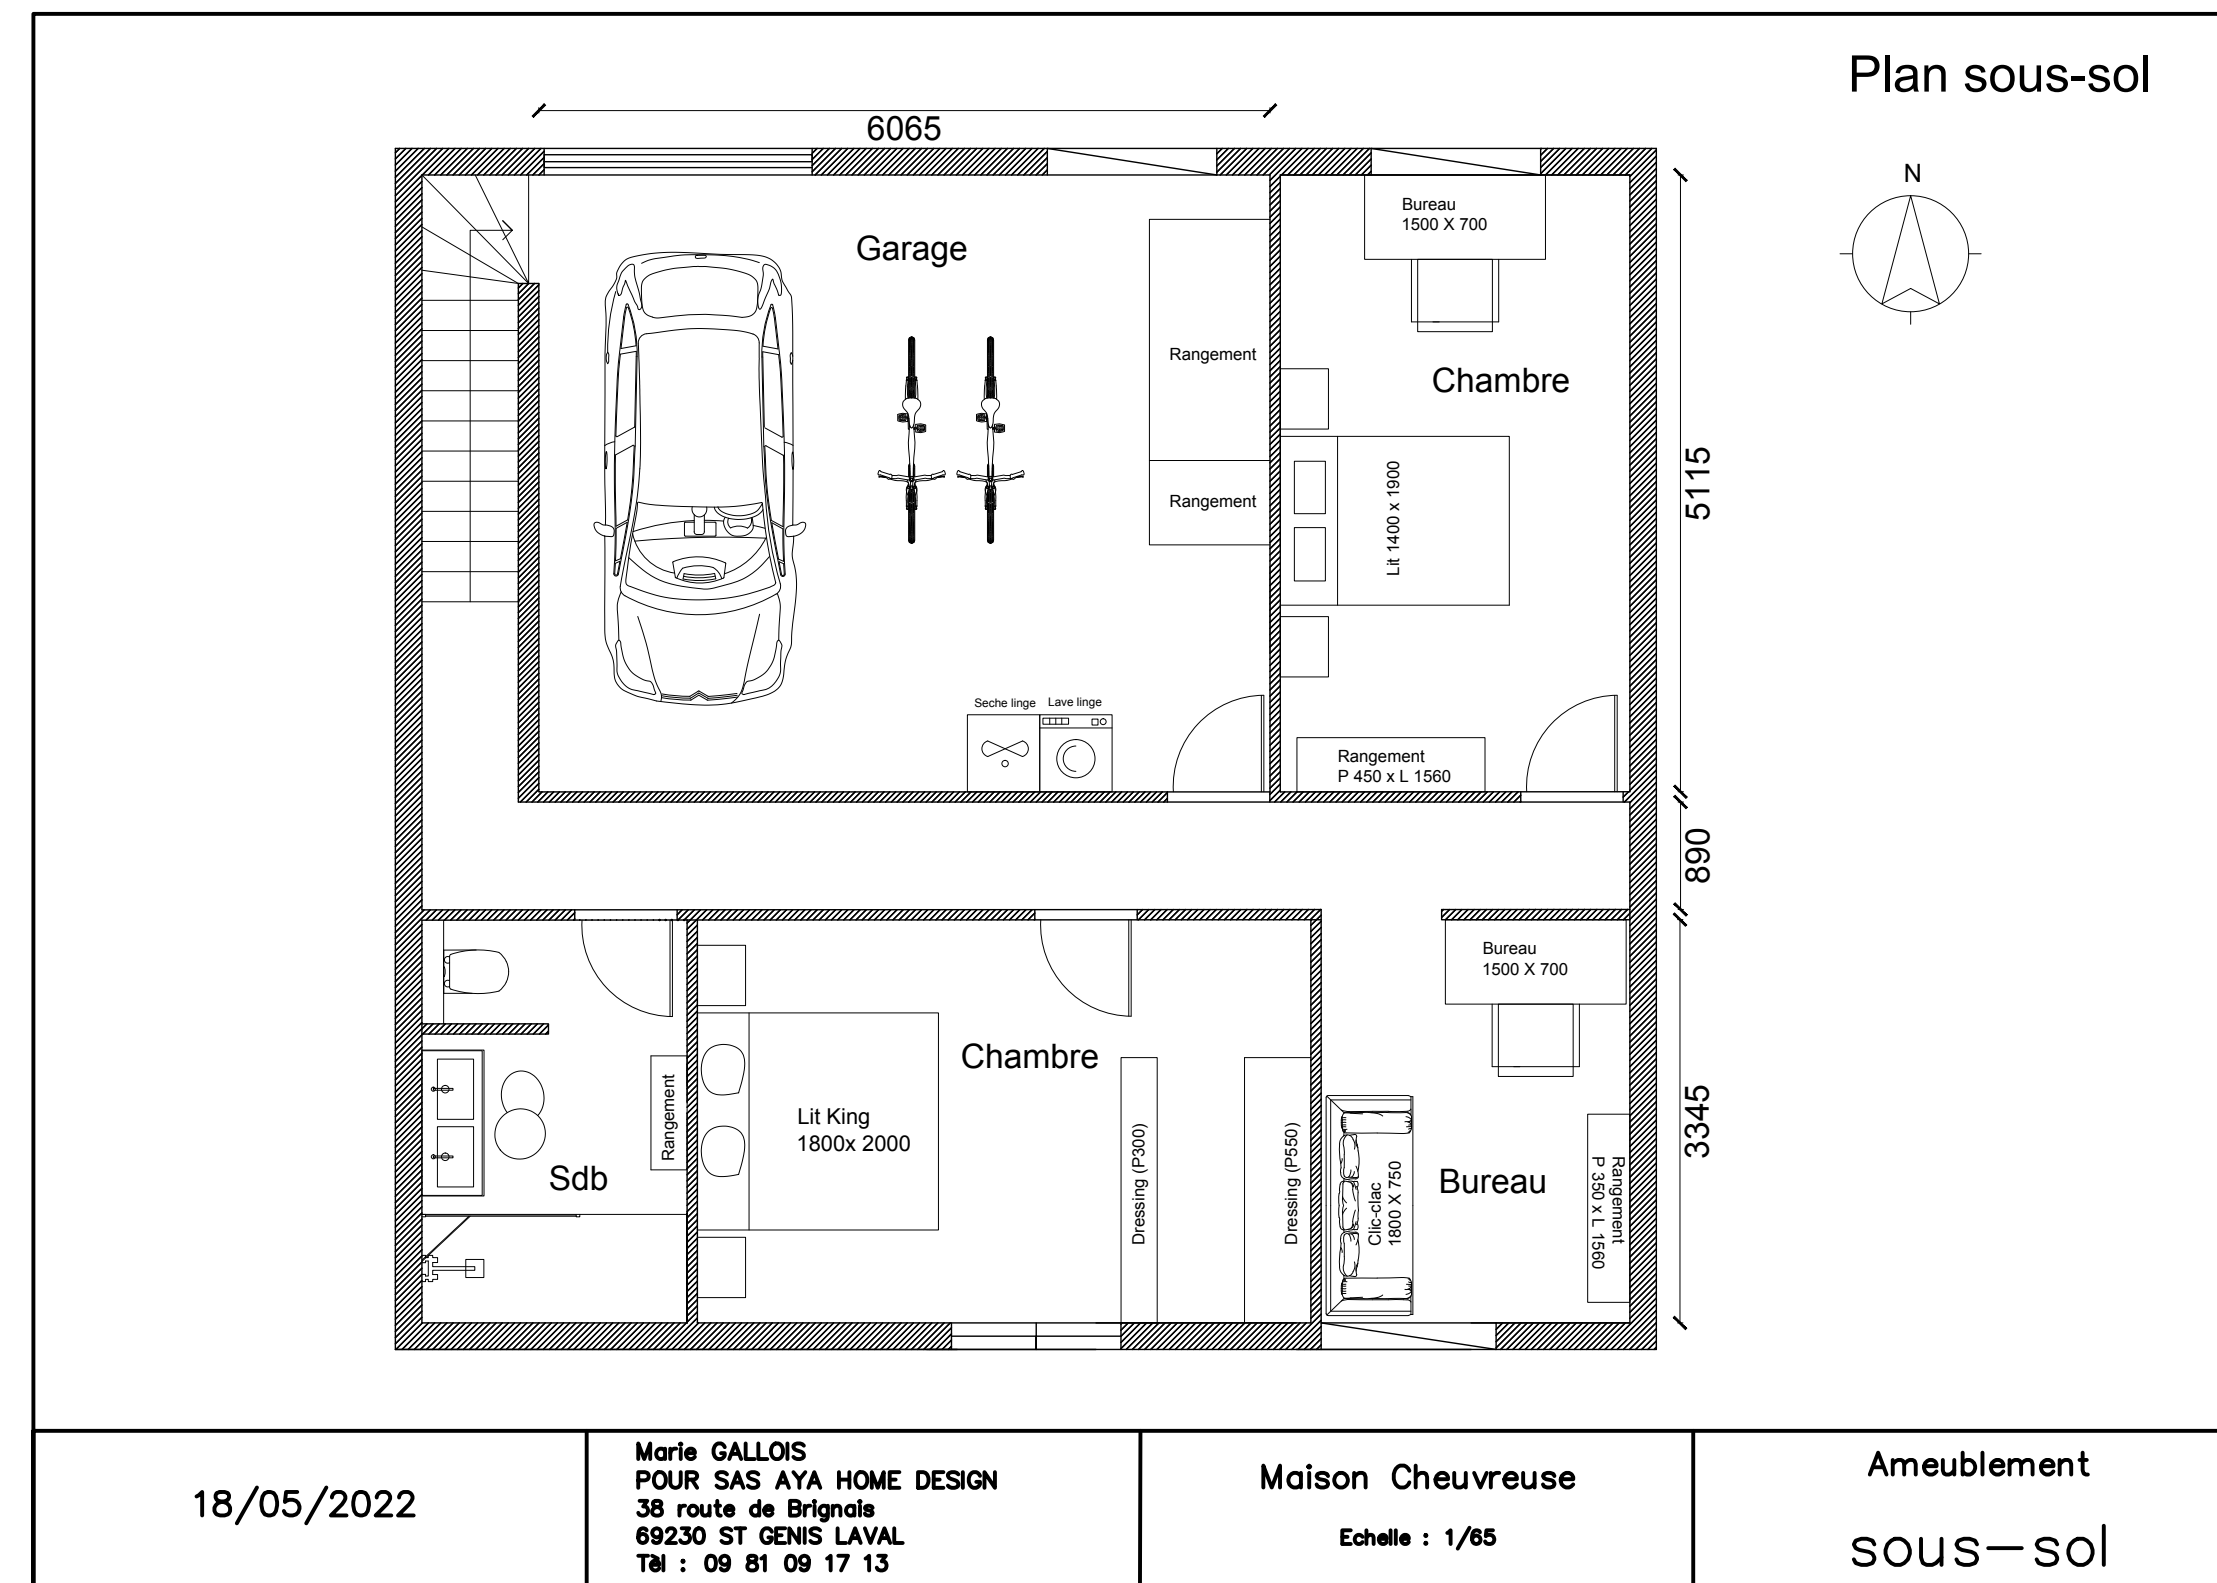 Plan sous-sol
6065
N
Garage
Bureau
1500 X 700
Rangement
Chambre
Rangement
Lit 1400 x 1900
5115
Seche linge
Lave linge
Rangement
P 450 x L 1560
890
Bureau
1500 X 700
Chambre
Rangement
Lit King
1800x 2000
Sdb
Dressing (P300)
Dressing (P550)
Clic-clac
1800 X 750
Bureau
Rangement
P 350 x L 1560
3345
18/05/2022
Marie GALLOIS
POUR SAS AYA HOME DESIGN
38 route de Brignais
69230 ST GENIS LAVAL
Tèl : 09 81 09 17 13
Maison Cheuvreuse
Echelle : 1/65
Ameublement
sous-sol